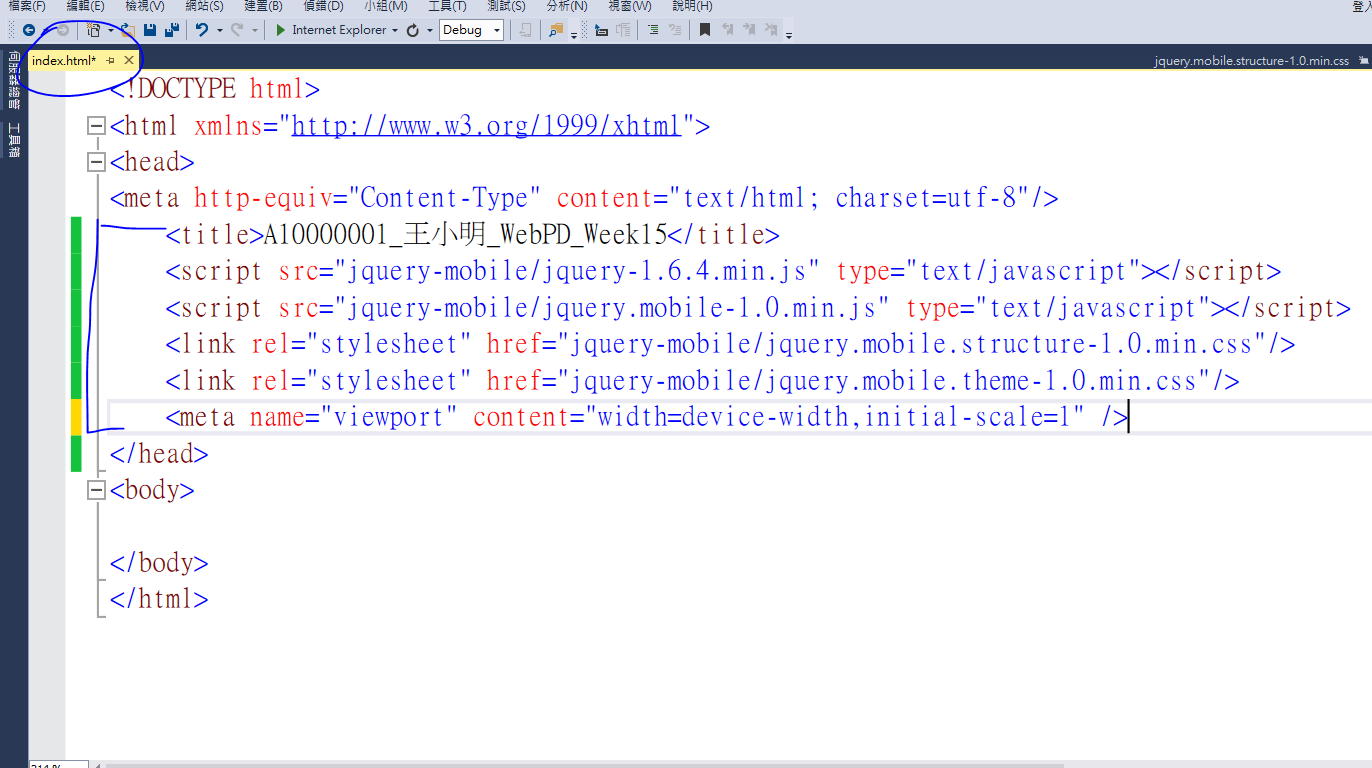 檔案(F) 編輯(E) 檢視(V) 網站(S) 建置(B) 偵錯(D) 小組(M) 工具(T) 測試(S) 分析(N) 視窗(W) 說明(H) 登入
Internet Explorer Debug
index.html* jquery.mobile.structure-1.0.min.css
伺服器總管
工具箱
<!DOCTYPE html>
<html xmlns="http://www.w3.org/1999/xhtml">
<head>
<meta http-equiv="Content-Type" content="text/html; charset=utf-8"/>
<title>A10000001_王小明_WebPD_Week15</title>
<script src="jquery-mobile/jquery-1.6.4.min.js" type="text/javascript"></script>
<script src="jquery-mobile/jquery.mobile-1.0.min.js" type="text/javascript"></script>
<link rel="stylesheet" href="jquery-mobile/jquery.mobile.structure-1.0.min.css"/>
<link rel="stylesheet" href="jquery-mobile/jquery.mobile.theme-1.0.min.css"/>
<meta name="viewport" content="width=device-width,initial-scale=1" />
</head>
<body>
</body>
</html>